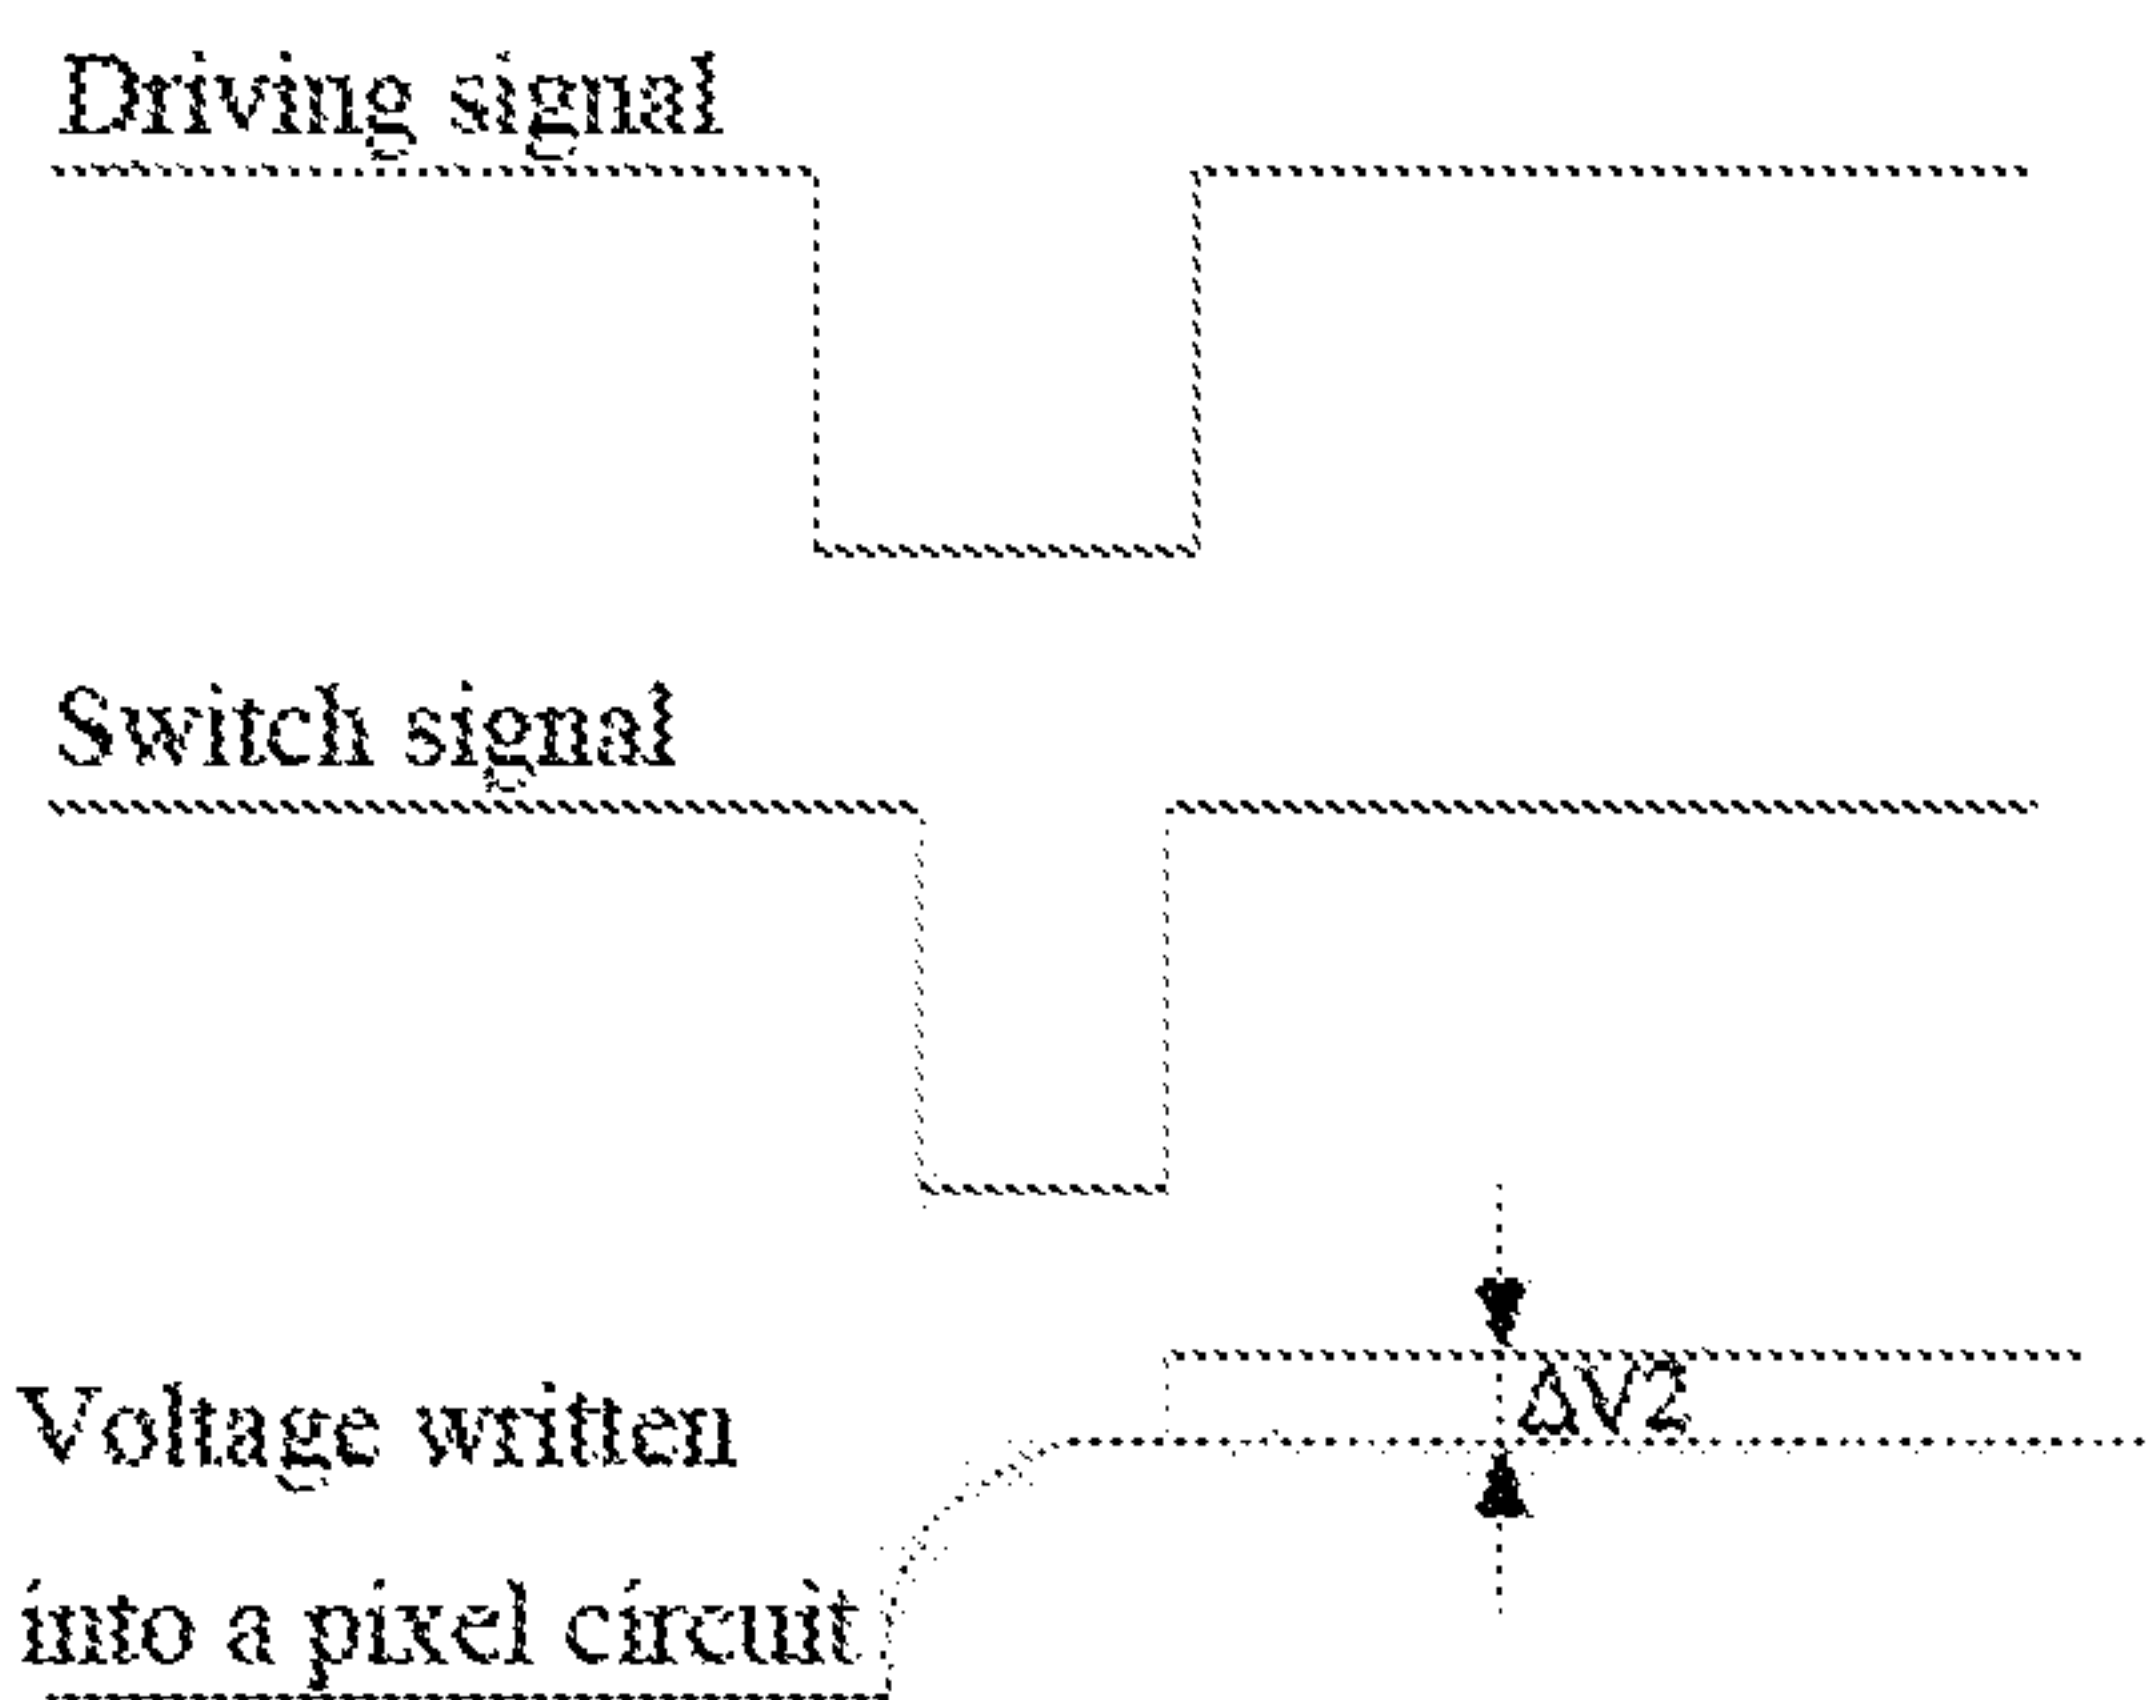 Driving signal
Switch signal
ΔV2
Voltage written
into a pixel circuit